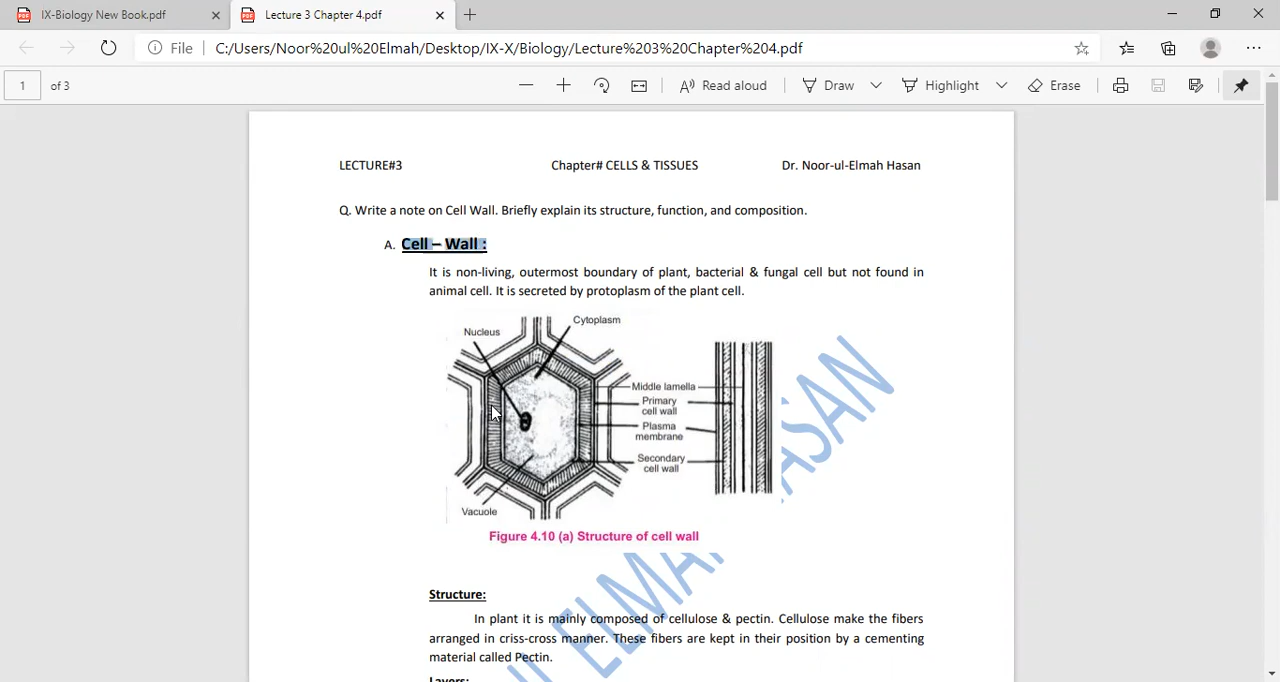 IX-Biology New Book.pdf
Lecture 3 Chapter 4.pdf
File
C:/Users/Noor%20ul%20Elmah/Desktop/IX-X/Biology/Lecture%203%20Chapter%204.pdf
1 of 3
Read aloud
Draw
Highlight
Erase
LECTURE#3 Chapter# CELLS & TISSUES Dr. Noor-ul-Elmah Hasan
Q. Write a note on Cell Wall. Briefly explain its structure, function, and composition.
A. Cell – Wall :
It is non-living, outermost boundary of plant, bacterial & fungal cell but not found in
animal cell. It is secreted by protoplasm of the plant cell.
Cytoplasm
Nucleus
Middle lamella
Primary
cell wall
Plasma
membrane
Secondary
cell wall
Vacuole
Figure 4.10 (a) Structure of cell wall
Structure:
In plant it is mainly composed of cellulose & pectin. Cellulose make the fibers
arranged in criss-cross manner. These fibers are kept in their position by a cementing
material called Pectin.
Layers: